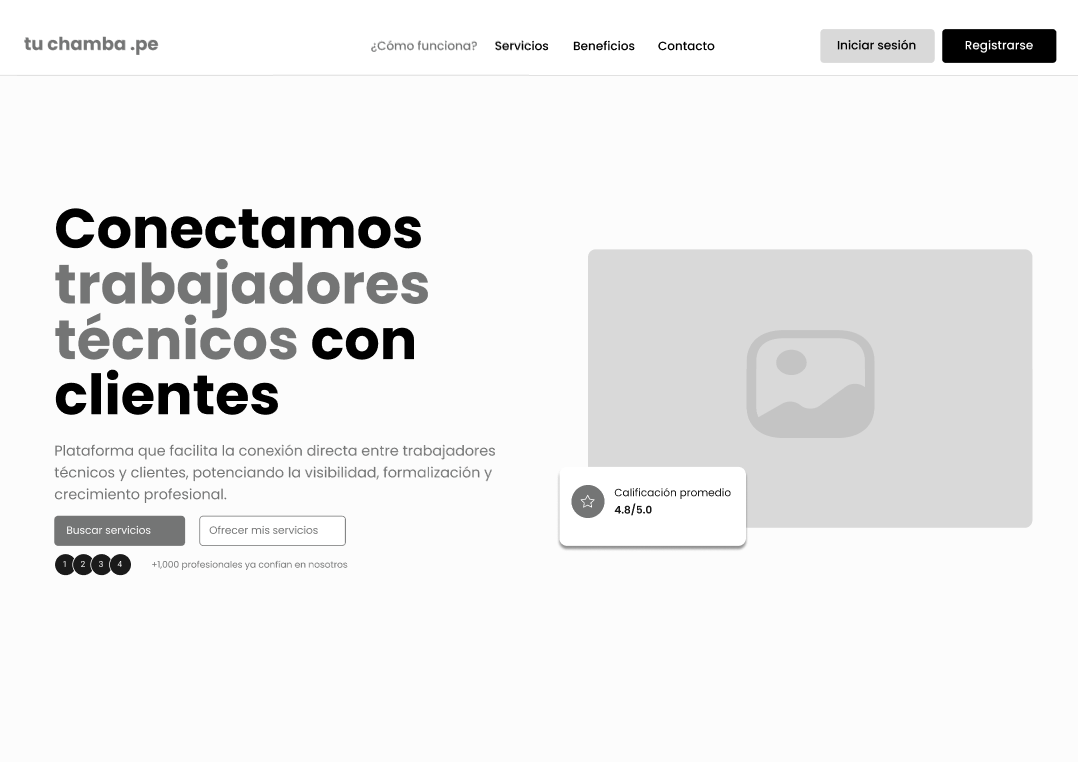 tu chamba .pe
¿Cómo funciona?
Servicios
Beneficios
Contacto
Iniciar sesión
Registrarse
Conectamos
trabajadores
técnicos con
clientes
Plataforma que facilita la conexión directa entre trabajadores
técnicos y clientes, potenciando la visibilidad, formalización y
crecimiento profesional.
Buscar servicios
Ofrecer mis servicios
1 2 3 4
+1,000 profesionales ya confían en nosotros
Calificación promedio
4.8/5.0